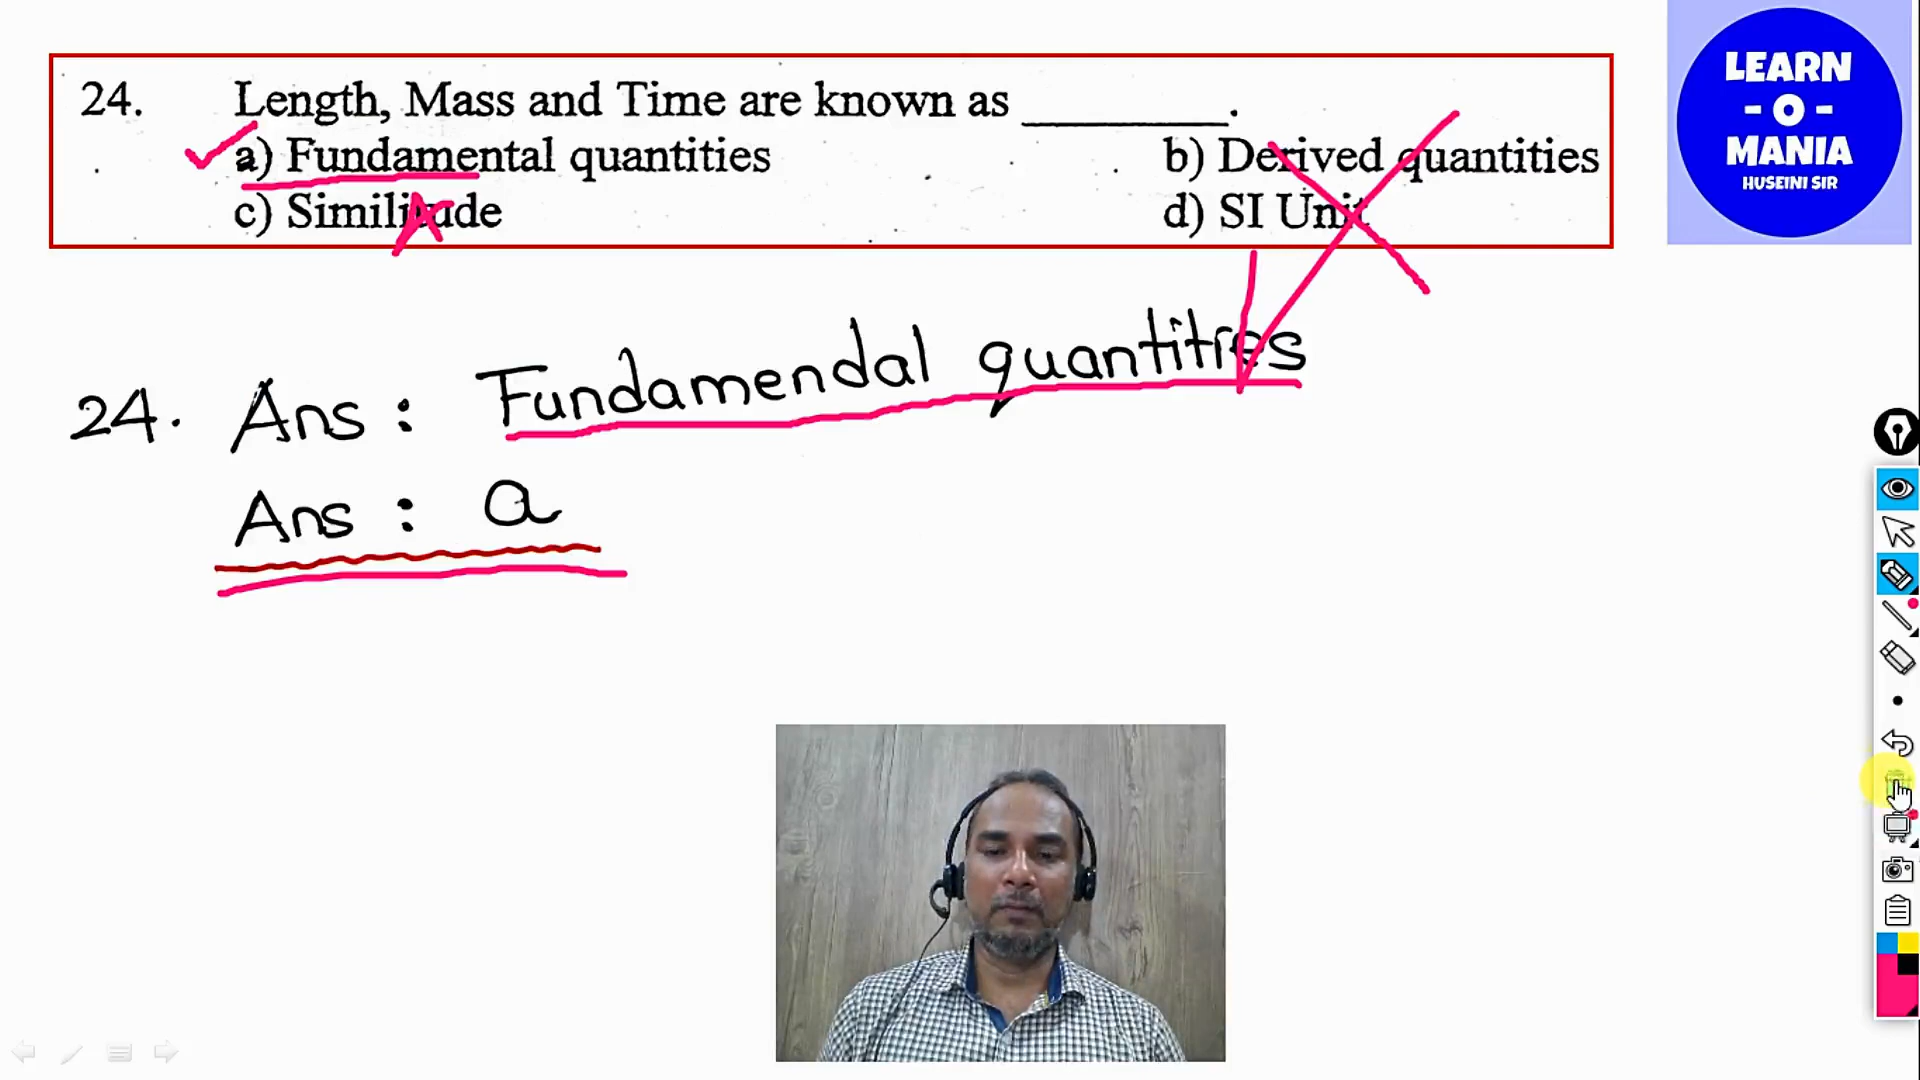 24. Length, Mass and Time are known as ________.
a) Fundamental quantities b) Derived quantities
c) Similitude d) SI Unit
LEARN
- O -
MANIA
HUSEINI SIR
24. Ans : Fundamendal quantities
Ans : a